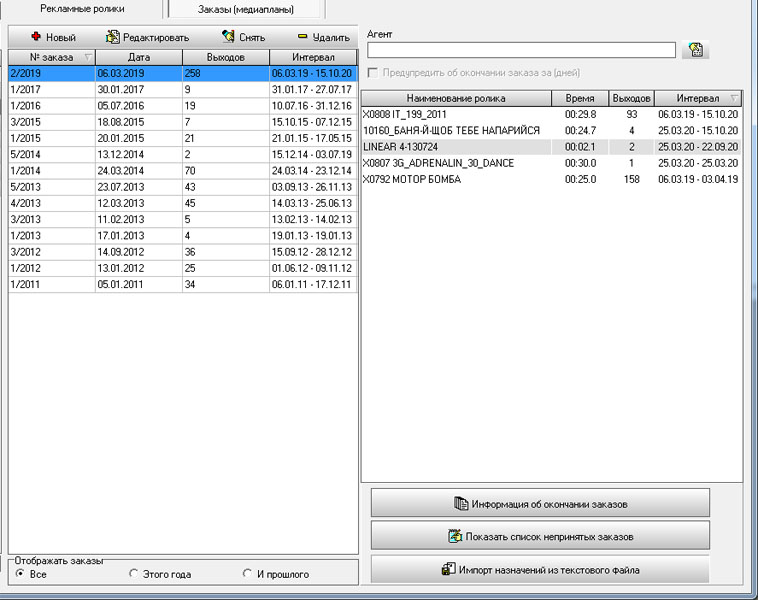 Рекламные ролики
Заказы (медиапланы)
Новый Редактировать Снять Удалить
№ заказа Дата Выходов Интервал
2/2019 06.03.2019 258 06.03.19 - 15.10.20
1/2017 30.01.2017 9 31.01.17 - 27.07.17
1/2016 05.07.2016 19 10.07.16 - 31.12.16
3/2015 18.08.2015 7 15.10.15 - 07.12.15
1/2015 20.01.2015 21 21.01.15 - 17.05.15
5/2014 13.12.2014 2 15.12.14 - 03.07.19
1/2014 24.03.2014 70 24.03.14 - 23.12.14
5/2013 23.07.2013 43 03.09.13 - 26.11.13
4/2013 12.03.2013 45 14.03.13 - 25.06.13
3/2013 11.02.2013 5 13.02.13 - 14.02.13
1/2013 17.01.2013 4 19.01.13 - 19.01.13
3/2012 14.09.2012 36 15.09.12 - 28.12.12
1/2012 13.01.2012 25 01.06.12 - 09.11.12
1/2011 05.01.2011 34 06.01.11 - 17.12.11
Отображать заказы
Все Этого года И прошлого
Агент
Предупредить об окончании заказа за (дней)
Наименование ролика Время Выходов Интервал
X0808 IT_199_2011 00:29.8 93 06.03.19 - 15.10.20
10160_БАНЯ-Й-ЩОБ ТЕБЕ НАПАРИЙСЯ 00:24.7 4 25.03.20 - 15.10.20
LINEAR 4-130724 00:02.1 2 25.03.20 - 22.09.20
X0807 3G_ADRENALIN_30_DANCE 00:30.0 1 25.03.20 - 25.03.20
X0792 МОТОР БОМБА 00:25.0 158 06.03.19 - 03.04.19
Информация об окончании заказов
Показать список непринятых заказов
Импорт назначений из текстового файла